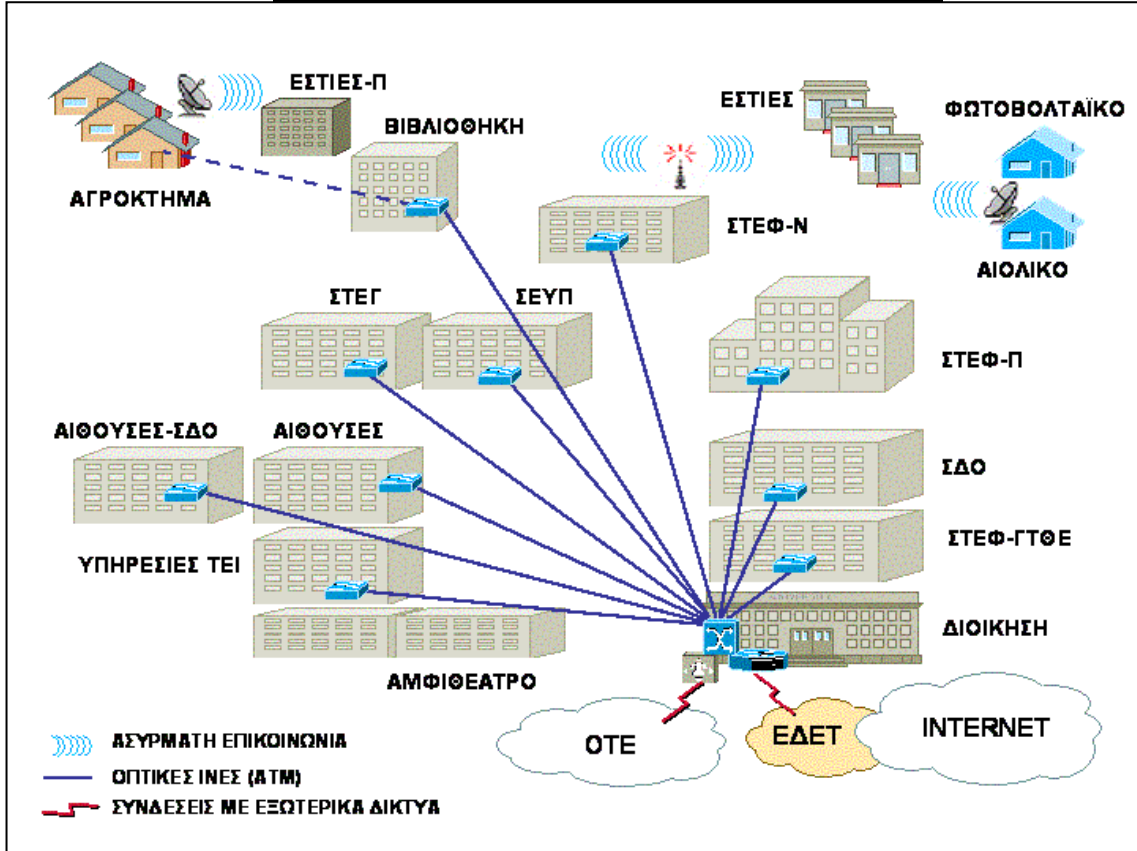 ΕΣΤΙΕΣ-Π
ΕΣΤΙΕΣ
ΦΩΤΟΒΟΛΤΑΪΚΟ
ΒΙΒΛΙΟΘΗΚΗ
ΑΓΡΟΚΤΗΜΑ
ΣΤΕΦ-Ν
ΑΙΟΛΙΚΟ
ΣΤΕΓ
ΣΕΥΠ
ΣΤΕΦ-Π
ΑΙΘΟΥΣΕΣ-ΣΔΟ
ΑΙΘΟΥΣΕΣ
ΣΔΟ
ΥΠΗΡΕΣΙΕΣ ΤΕΙ
ΣΤΕΦ-ΓΤΘΕ
ΔΙΟΙΚΗΣΗ
ΑΜΦΙΘΕΑΤΡΟ
ΟΤΕ
ΕΔΕΤ
INTERNET
ΑΣΥΡΜΑΤΗ ΕΠΙΚΟΙΝΩΝΙΑ
ΟΠΤΙΚΕΣ ΙΝΕΣ (ΑΤΜ)
ΣΥΝΔΕΣΕΙΣ ΜΕ ΕΞΩΤΕΡΙΚΑ ΔΙΚΤΥΑ